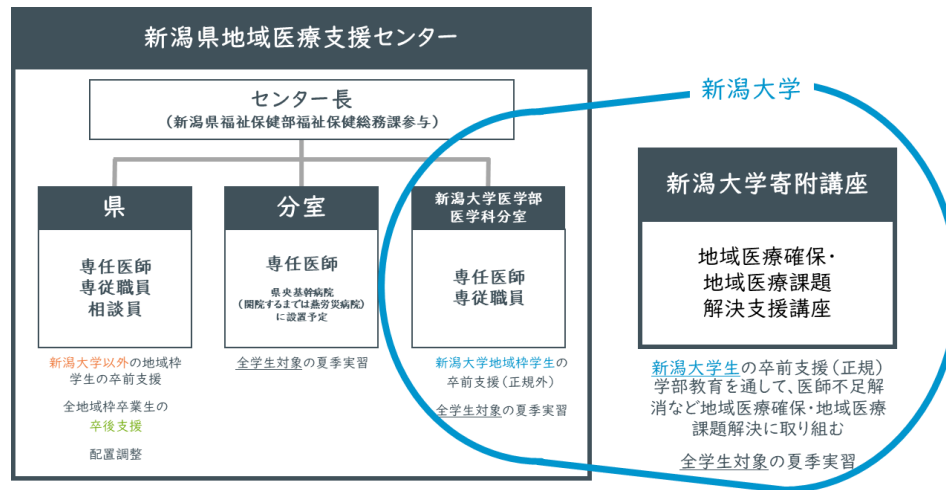 新潟県地域医療支援センター
センター長
（新潟県福祉保健部福祉保健総務課参与）
新潟大学
県
専任医師
専従職員
相談員
新潟大学以外の地域枠
学生の卒前支援
全地域枠卒業生の
卒後支援
配置調整
分室
専任医師
県央基幹病院
（開院するまでは燕労災病院）
に設置予定
全学生対象の夏季実習
新潟大学医学部
医学科分室
専任医師
専従職員
新潟大学地域枠学生の
卒前支援（正規外）
全学生対象の夏季実習
新潟大学寄附講座
地域医療確保・
地域医療課題
解決支援講座
新潟大学生の卒前支援（正規）
学部教育を通して、医師不足解
消など地域医療確保・地域医療
課題解決に取り組む
全学生対象の夏季実習